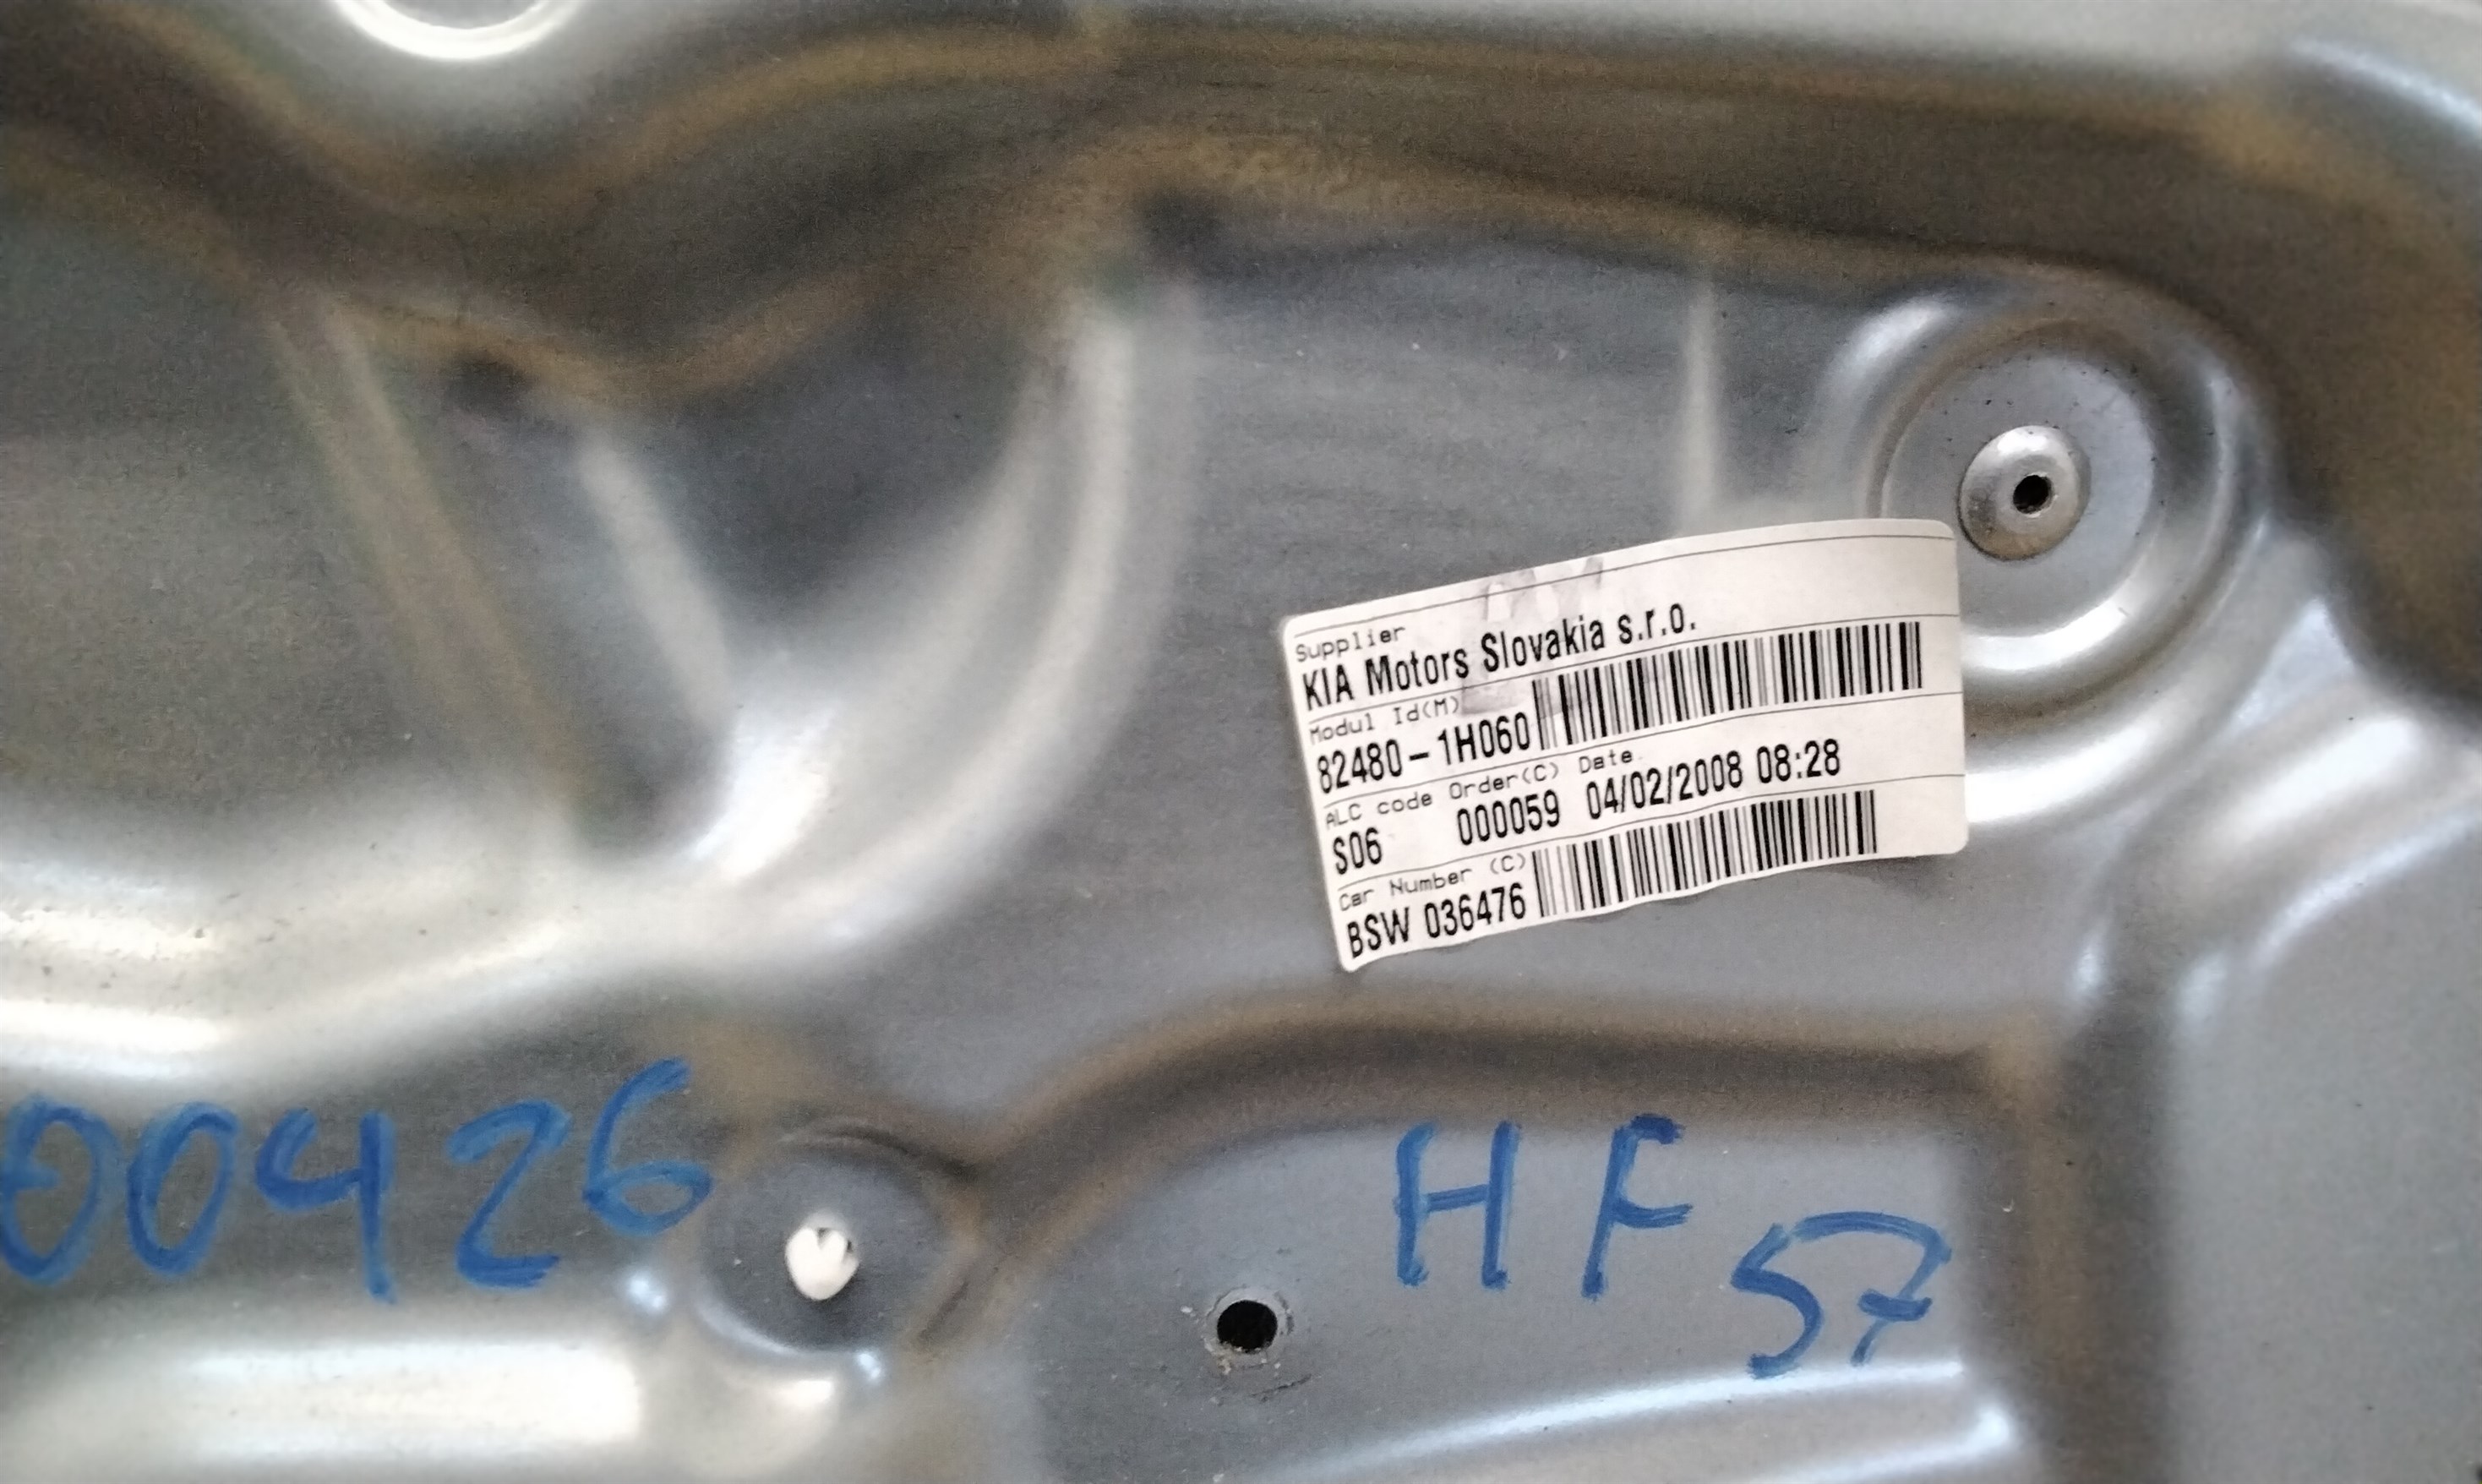 Supplier
KIA Motors Slovakia s.r.o.
Modul Id(M)
82480-1H060
ALC code Order(C) Date
S06 000059 04/02/2008 08:28
Car Number (C)
BSW 036476
00426
HF
57